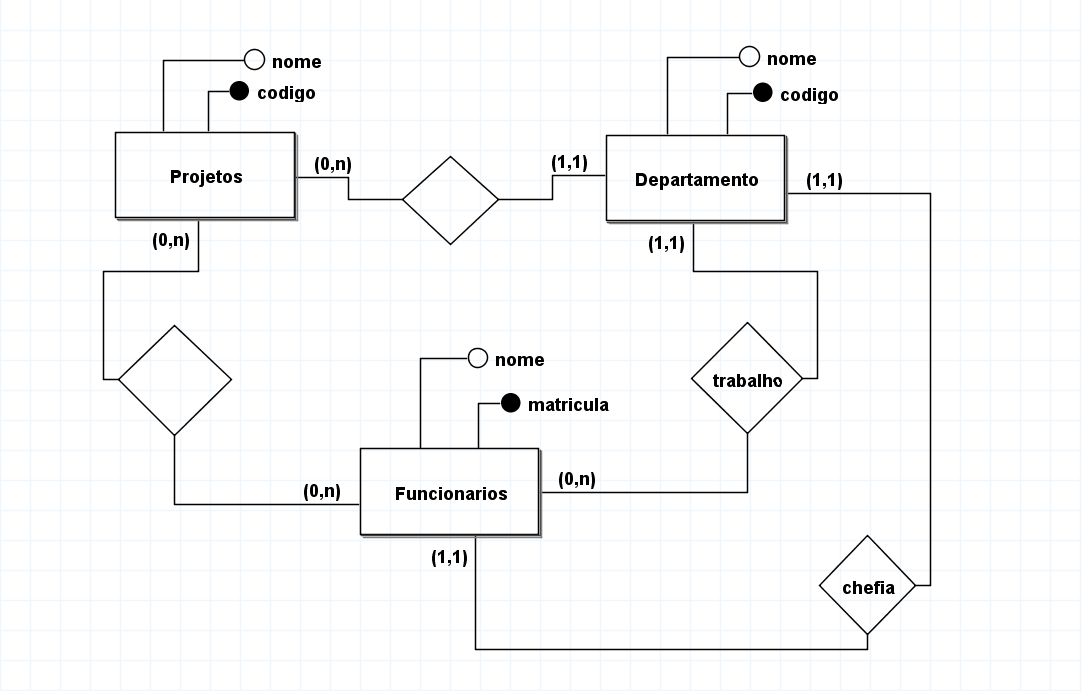 nome
codigo
nome
codigo
Projetos
(0,n)
(1,1)
Departamento
(1,1)
(0,n)
(1,1)
nome
matricula
trabalho
Funcionarios
(0,n)
(0,n)
(1,1)
chefia